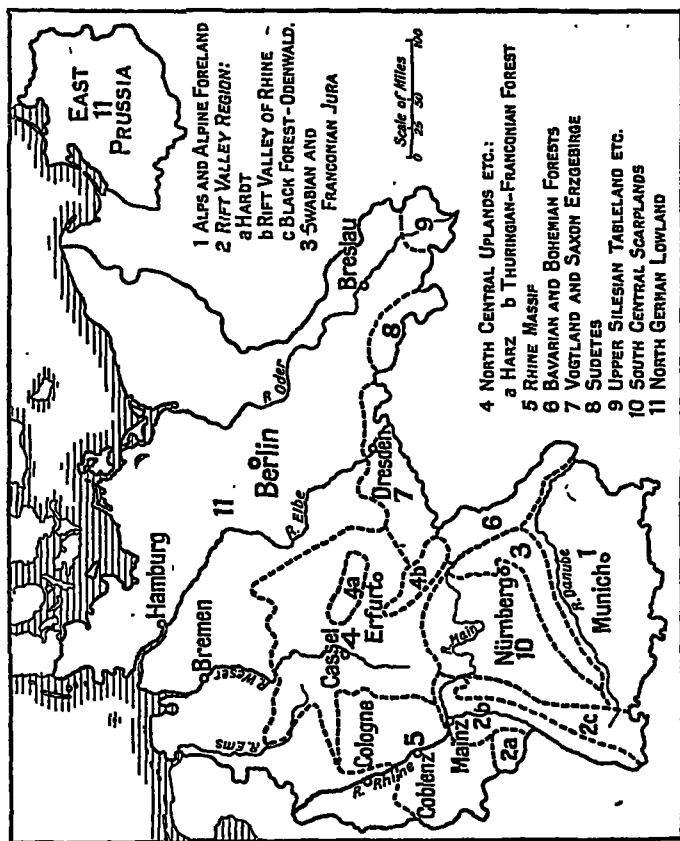 EAST
11
PRUSSIA
1 ALPS AND ALPINE FORELAND
2 RIFT VALLEY REGION:
a HARDT
b RIFT VALLEY OF RHINE –
c BLACK FOREST-ODENWALD.
3 SWABIAN AND
FRANCONIAN JURA
Scale of Miles
0 25 50 100
Hamburg
Bremen
R. Weser
R. Ems
11
R. Elbe
Berlin
R. Oder
Breslau
9
8
Dresden
7
4a
Erfurt
4b
Cassel
4
Cologne
R. Rhine
5
Coblenz
Mainz
2b
2a
2c
R. Main
Nürnberg
10
3
6
R. Danube
Munich
1
4 NORTH CENTRAL UPLANDS ETC.:
a HARZ b THURINGIAN-FRANCONIAN FOREST
5 RHINE MASSIF
6 BAVARIAN AND BOHEMIAN FORESTS
7 VOGTLAND AND SAXON ERZGEBIRGE
8 SUDETES
9 UPPER SILESIAN TABLELAND ETC.
10 SOUTH CENTRAL SCARPLANDS
11 NORTH GERMAN LOWLAND